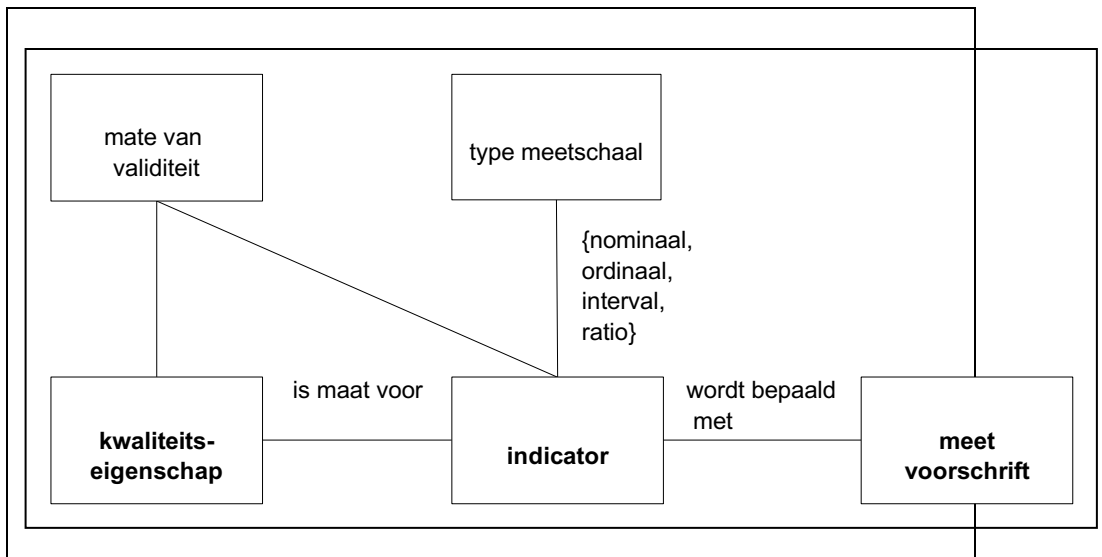 mate van
validiteit
type meetschaal
{nominaal,
ordinaal,
interval,
ratio}
is maat voor
wordt bepaald
met
kwaliteits-
eigenschap
indicator
meet
voorschrift